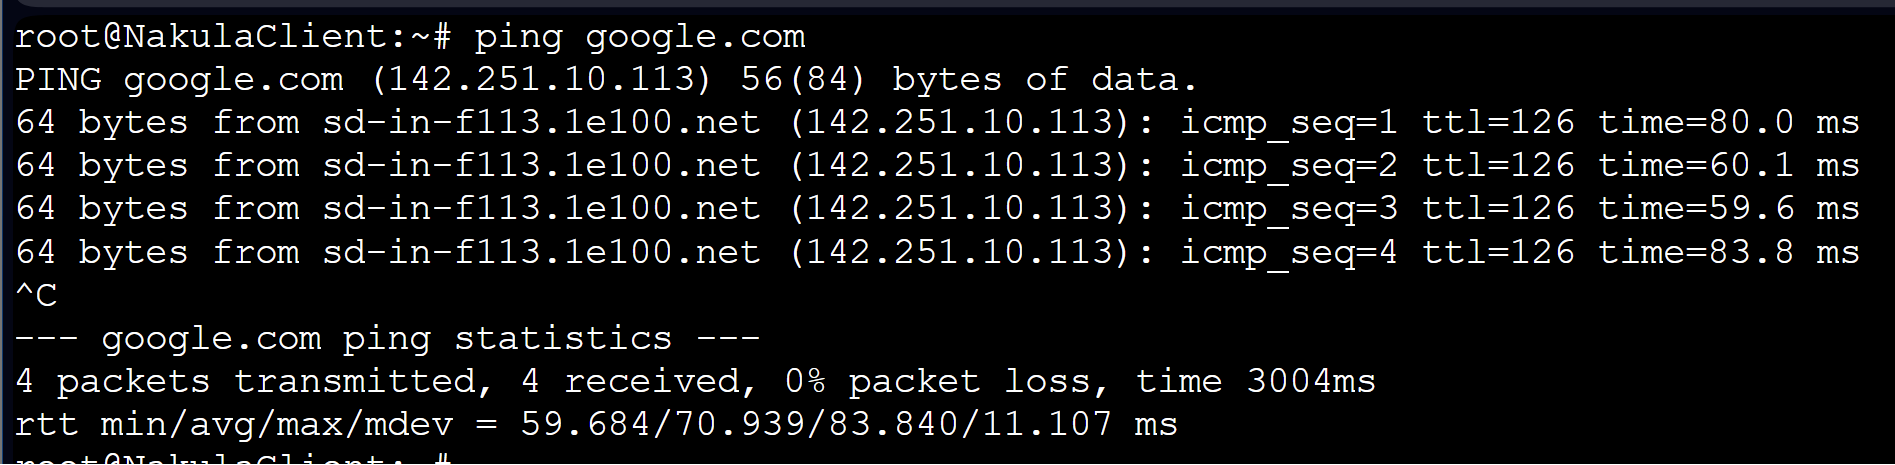 root@NakulaClient:~# ping google.com
PING google.com (142.251.10.113) 56(84) bytes of data.
64 bytes from sd-in-f113.1e100.net (142.251.10.113): icmp_seq=1 ttl=126 time=80.0 ms
64 bytes from sd-in-f113.1e100.net (142.251.10.113): icmp_seq=2 ttl=126 time=60.1 ms
64 bytes from sd-in-f113.1e100.net (142.251.10.113): icmp_seq=3 ttl=126 time=59.6 ms
64 bytes from sd-in-f113.1e100.net (142.251.10.113): icmp_seq=4 ttl=126 time=83.8 ms
^C
--- google.com ping statistics ---
4 packets transmitted, 4 received, 0% packet loss, time 3004ms
rtt min/avg/max/mdev = 59.684/70.939/83.840/11.107 ms
root@NakulaClient:~#